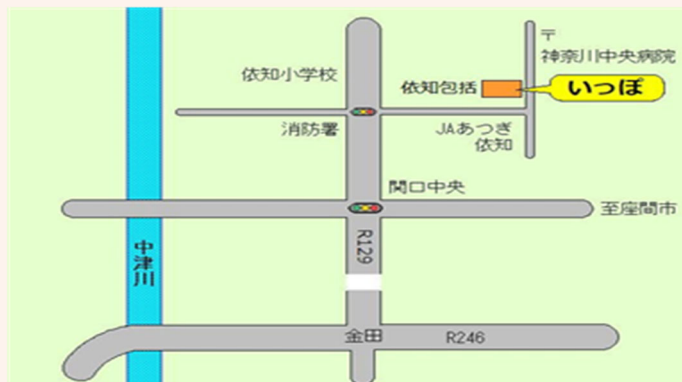 〒
神奈川中央病院
依知小学校
依知包括
いっぽ
消防署
JAあつぎ
依知
関口中央
至座間市
R129
中津川
金田
R246